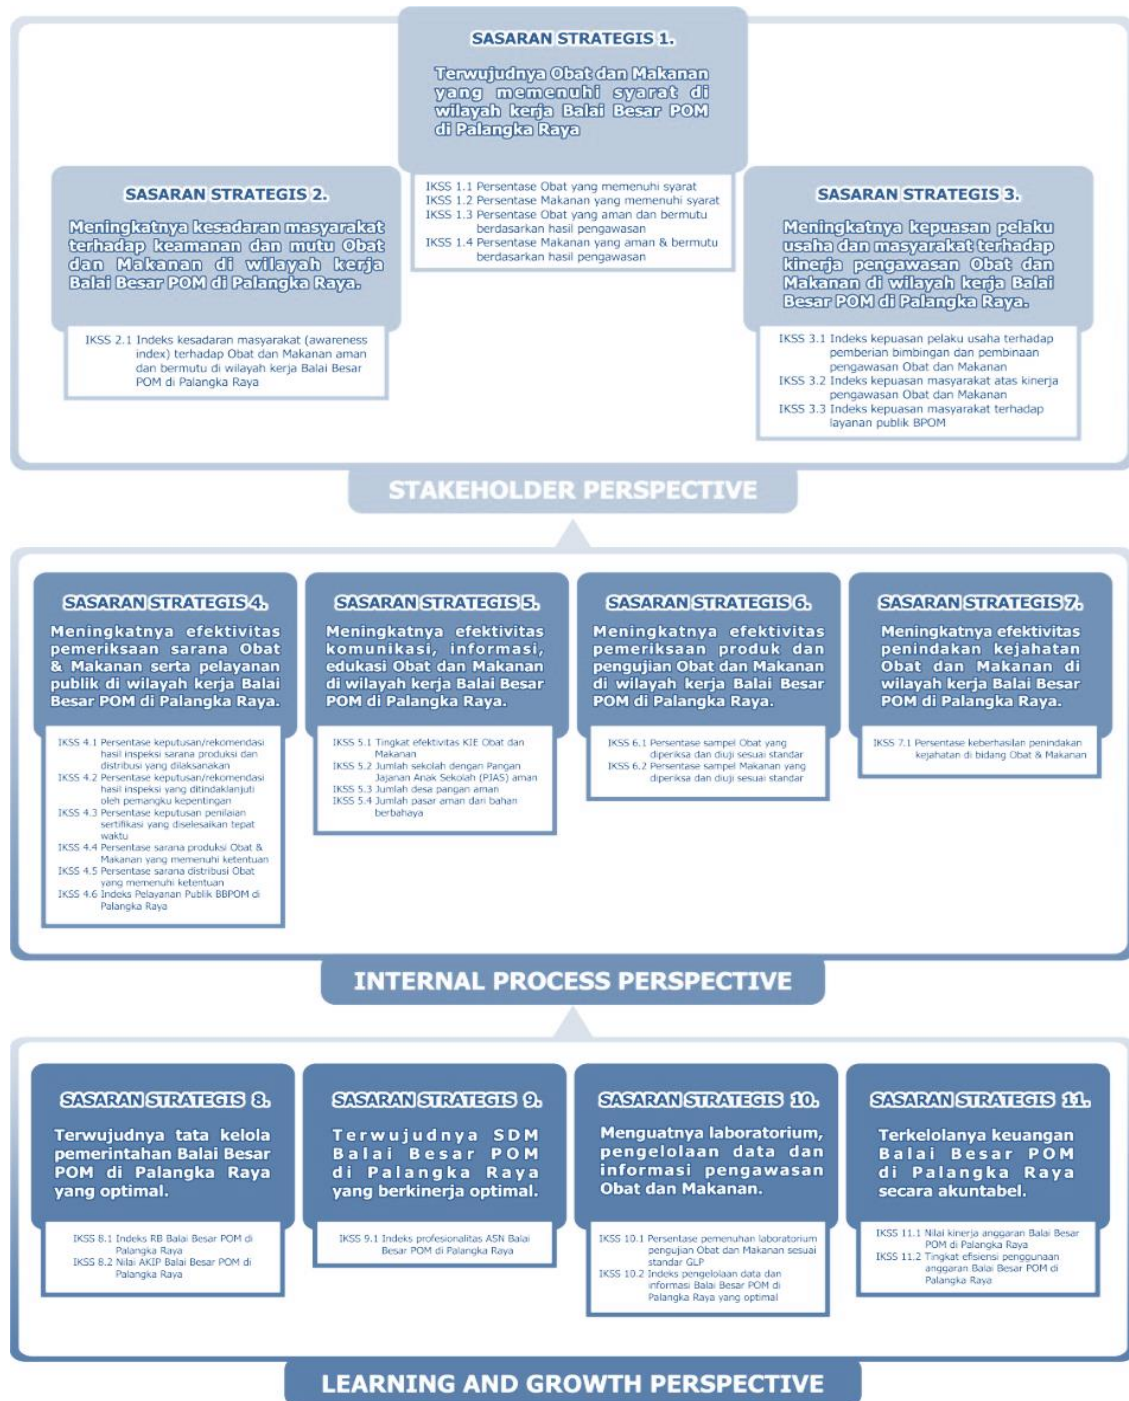 SASARAN STRATEGIS 1.
Terwujudnya Obat dan Makanan
yang memenuhi syarat di
wilayah kerja Balai Besar POM
di Palangka Raya
IKSS 1.1 Persentase Obat yang memenuhi syarat
IKSS 1.2 Persentase Makanan yang memenuhi syarat
IKSS 1.3 Persentase Obat yang aman dan bermutu
berdasarkan hasil pengawasan
IKSS 1.4 Persentase Makanan yang aman & bermutu
berdasarkan hasil pengawasan
SASARAN STRATEGIS 2.
Meningkatnya kesadaran masyarakat
terhadap keamanan dan mutu Obat
dan Makanan di wilayah kerja
Balai Besar POM di Palangka Raya.
IKSS 2.1 Indeks kesadaran masyarakat (awareness
index) terhadap Obat dan Makanan aman
dan bermutu di wilayah kerja Balai Besar
POM di Palangka Raya
SASARAN STRATEGIS 3.
Meningkatnya kepuasan pelaku
usaha dan masyarakat terhadap
kinerja pengawasan Obat dan
Makanan di wilayah kerja Balai
Besar POM di Palangka Raya.
IKSS 3.1 Indeks kepuasan pelaku usaha terhadap
pemberian bimbingan dan pembinaan
pengawasan Obat dan Makanan
IKSS 3.2 Indeks kepuasan masyarakat atas kinerja
pengawasan Obat dan Makanan
IKSS 3.3 Indeks kepuasan masyarakat terhadap
layanan publik BPOM
STAKEHOLDER PERSPECTIVE
SASARAN STRATEGIS 4.
Meningkatnya efektivitas
pemeriksaan sarana Obat
& Makanan serta pelayanan
publik di wilayah kerja Balai
Besar POM di Palangka Raya.
IKSS 4.1 Persentase keputusan/rekomendasi
hasil inspeksi sarana produksi dan
distribusi yang dilaksanakan
IKSS 4.2 Persentase keputusan/rekomendasi
hasil inspeksi yang ditindaklanjuti
oleh pemangku kepentingan
IKSS 4.3 Persentase keputusan penilaian
sertifikasi yang diselesaikan tepat
waktu
IKSS 4.4 Persentase sarana produksi Obat &
Makanan yang memenuhi ketentuan
IKSS 4.5 Persentase sarana distribusi Obat
yang memenuhi ketentuan
IKSS 4.6 Indeks Pelayanan Publik BBPOM di
Palangka Raya
SASARAN STRATEGIS 5.
Meningkatnya efektivitas
komunikasi, informasi,
edukasi Obat dan Makanan
di wilayah kerja Balai Besar
POM di Palangka Raya.
IKSS 5.1 Tingkat efektivitas KIE Obat dan
Makanan
IKSS 5.2 Jumlah sekolah dengan Pangan
Jajanan Anak Sekolah (PJAS) aman
IKSS 5.3 Jumlah desa pangan aman
IKSS 5.4 Jumlah pasar aman dari bahan
berbahaya
SASARAN STRATEGIS 6.
Meningkatnya efektivitas
pemeriksaan produk dan
pengujian Obat dan Makanan
di wilayah kerja Balai Besar
POM di Palangka Raya.
IKSS 6.1 Persentase sampel Obat yang
diperiksa dan diuji sesuai standar
IKSS 6.2 Persentase sampel Makanan yang
diperiksa dan diuji sesuai standar
SASARAN STRATEGIS 7.
Meningkatnya efektivitas
penindakan kejahatan
Obat dan Makanan di
wilayah kerja Balai Besar
POM di Palangka Raya.
IKSS 7.1 Persentase keberhasilan penindakan
kejahatan di bidang Obat & Makanan
INTERNAL PROCESS PERSPECTIVE
SASARAN STRATEGIS 8.
Terwujudnya tata kelola
pemerintahan Balai Besar
POM di Palangka Raya
yang optimal.
IKSS 8.1 Indeks RB Balai Besar POM di
Palangka Raya
IKSS 8.2 Nilai AKIP Balai Besar POM di
Palangka Raya
SASARAN STRATEGIS 9.
Terwujudnya SDM
Balai Besar POM
di Palangka Raya
yang berkinerja optimal.
IKSS 9.1 Indeks profesionalitas ASN Balai
Besar POM di Palangka Raya
SASARAN STRATEGIS 10.
Menguatnya laboratorium,
pengelolaan data dan
informasi pengawasan
Obat dan Makanan.
IKSS 10.1 Persentase pemenuhan laboratorium
pengujian Obat dan Makanan sesuai
standar GLP
IKSS 10.2 Indeks pengelolaan data dan
informasi Balai Besar POM di
Palangka Raya yang optimal
SASARAN STRATEGIS 11.
Terkelolanya keuangan
Balai Besar POM
di Palangka Raya
secara akuntabel.
IKSS 11.1 Nilai kinerja anggaran Balai Besar
POM di Palangka Raya
IKSS 11.2 Tingkat efisiensi penggunaan
anggaran Balai Besar POM di
Palangka Raya
LEARNING AND GROWTH PERSPECTIVE